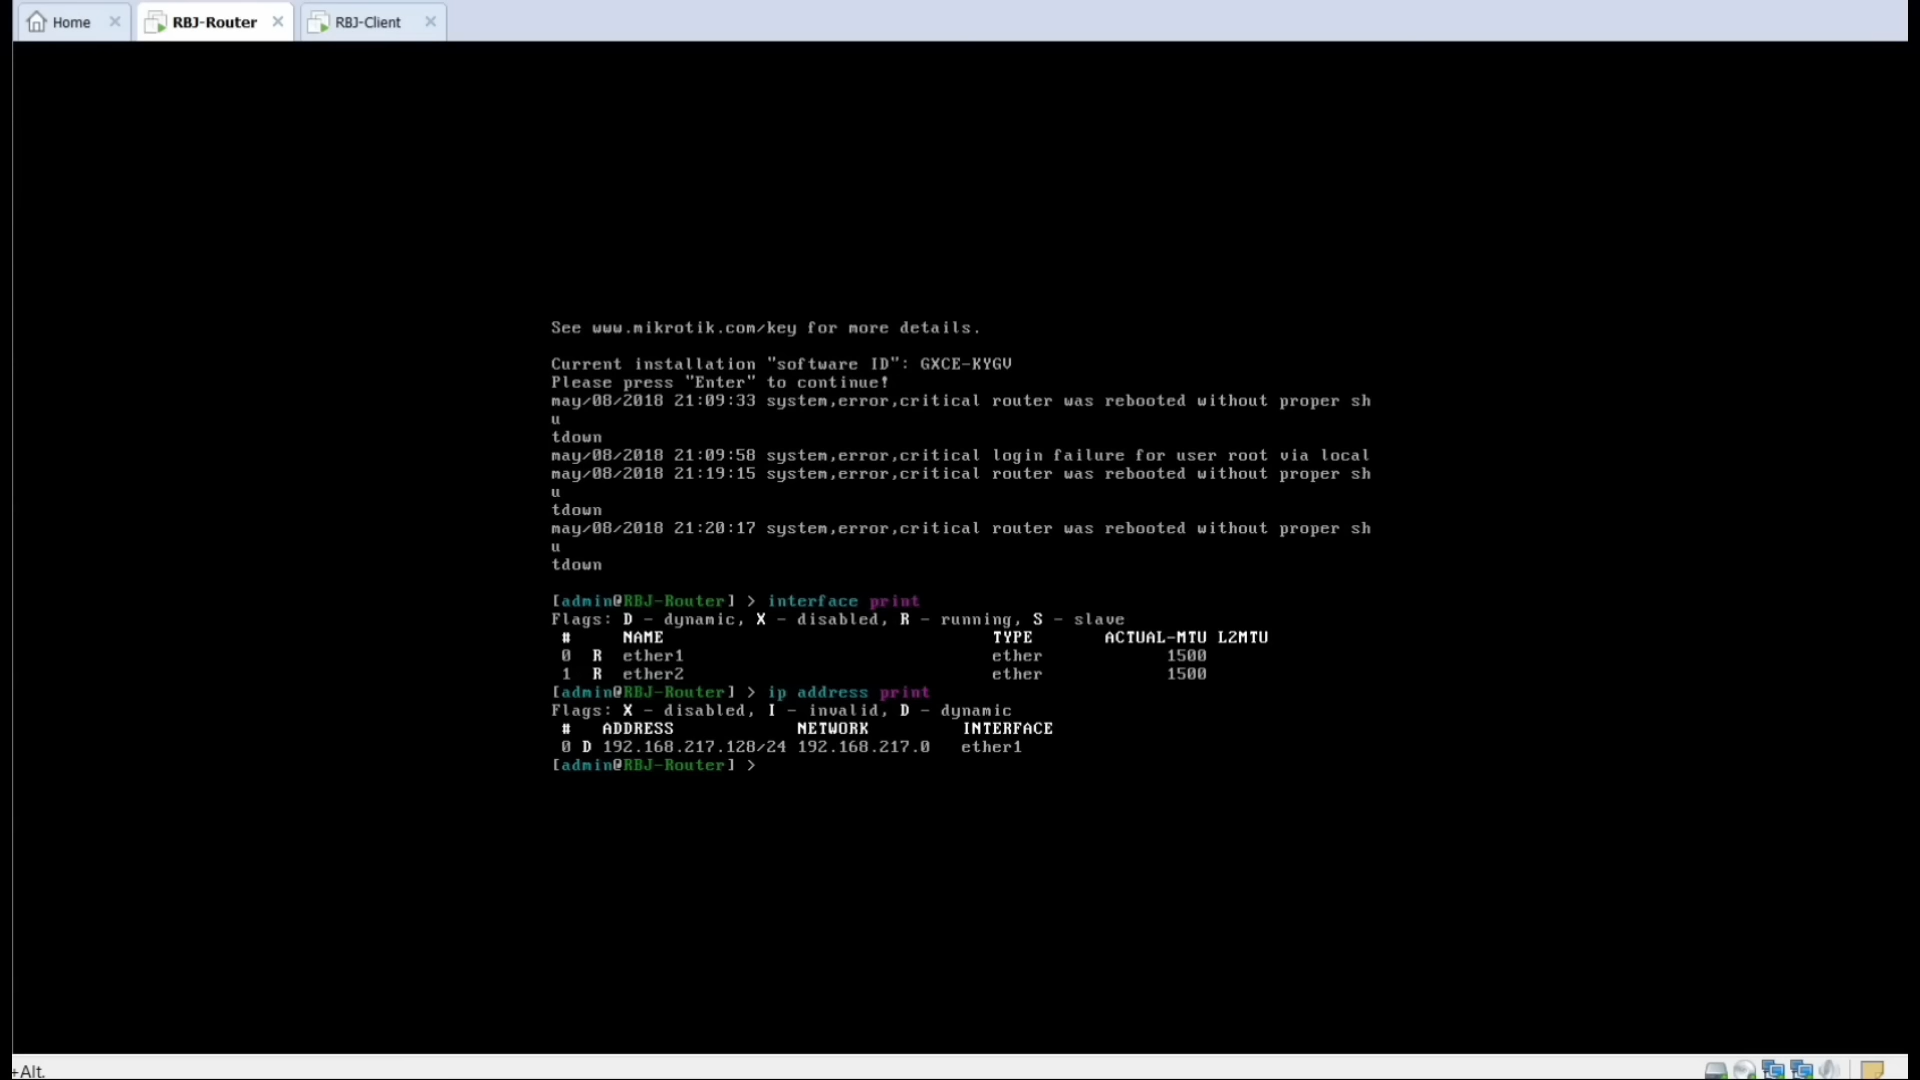 Home
RBJ-Router
RBJ-Client
See www.mikrotik.com/key for more details.
Current installation "software ID": GXCE-KYGV
Please press "Enter" to continue!
may/08/2018 21:09:33 system,error,critical router was rebooted without proper sh
u
tdown
may/08/2018 21:09:58 system,error,critical login failure for user root via local
may/08/2018 21:19:15 system,error,critical router was rebooted without proper sh
u
tdown
may/08/2018 21:20:17 system,error,critical router was rebooted without proper sh
u
tdown
[admin@RBJ-Router] > interface print
Flags: D - dynamic, X - disabled, R - running, S - slave
# NAME TYPE ACTUAL-MTU L2MTU
0 R ether1 ether 1500
1 R ether2 ether 1500
[admin@RBJ-Router] > ip address print
Flags: X - disabled, I - invalid, D - dynamic
# ADDRESS NETWORK INTERFACE
0 D 192.168.217.128/24 192.168.217.0 ether1
[admin@RBJ-Router] >
+Alt.